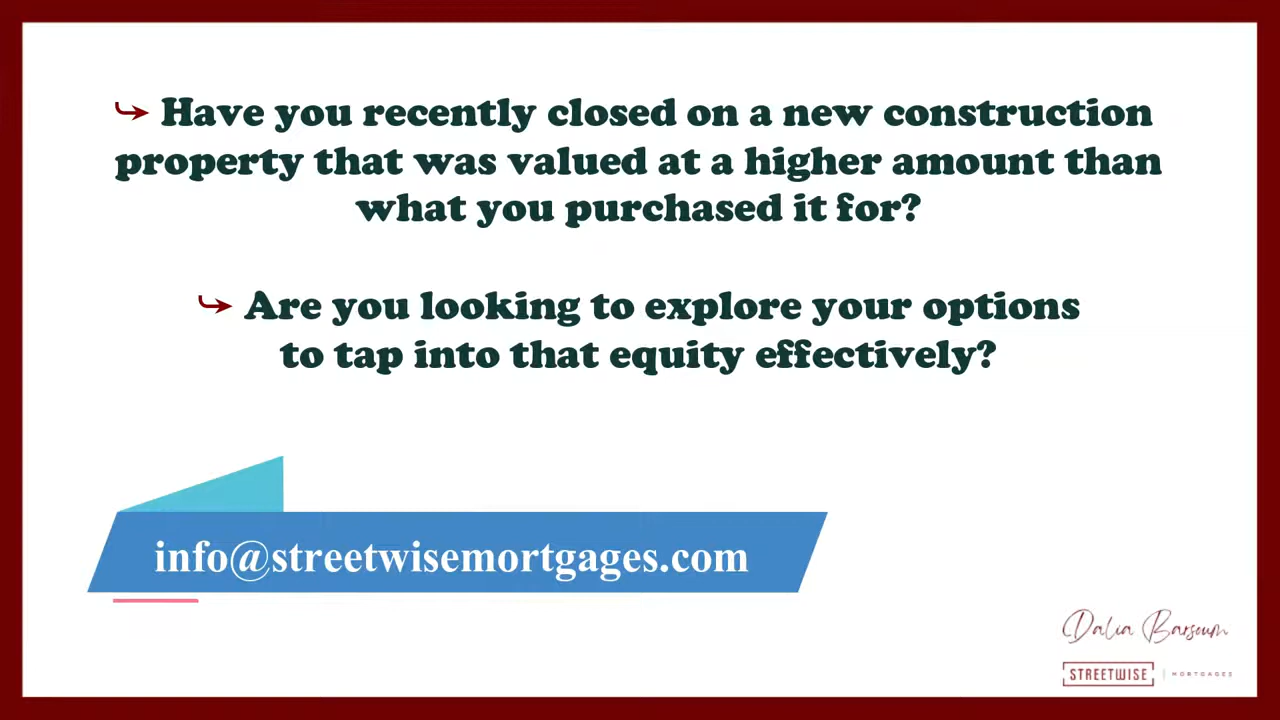 ⤷ Have you recently closed on a new construction
property that was valued at a higher amount than
what you purchased it for?
⤷ Are you looking to explore your options
to tap into that equity effectively?
info@streetwisemortgages.com
Dalia Barsoum
STREETWISE | MORTGAGES